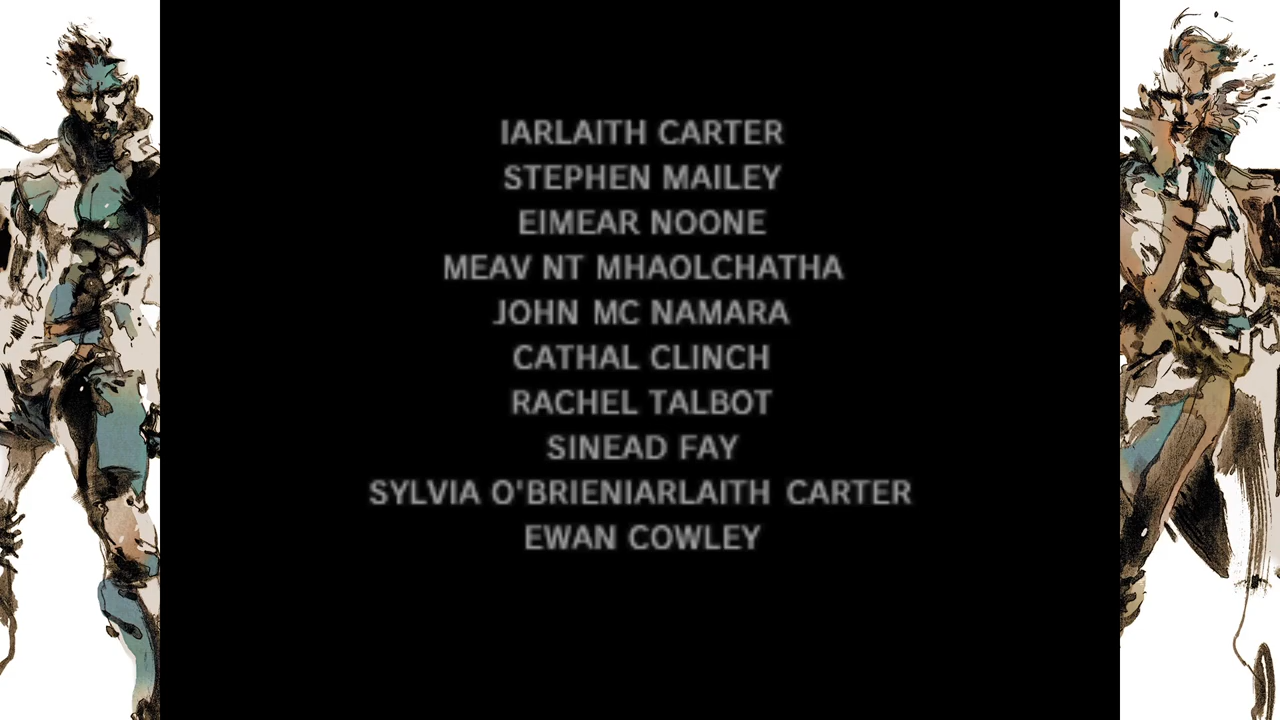 IARLAITH CARTER
STEPHEN MAILEY
EIMEAR NOONE
MEAV NT MHAOLCHATHA
JOHN MC NAMARA
CATHAL CLINCH
RACHEL TALBOT
SINEAD FAY
SYLVIA O'BRIENIARLAITH CARTER
EWAN COWLEY